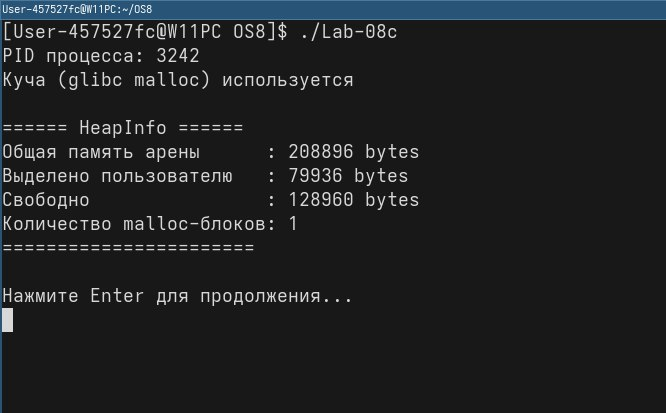 User-457527fc@W11PC:~/OS8
[User-457527fc@W11PC OS8]$ ./Lab-08c
PID процесса: 3242
Куча (glibc malloc) используется
====== HeapInfo ======
Общая память арены      : 208896 bytes
Выделено пользователю   : 79936 bytes
Свободно                : 128960 bytes
Количество malloc-блоков: 1
=======================
Нажмите Enter для продолжения...